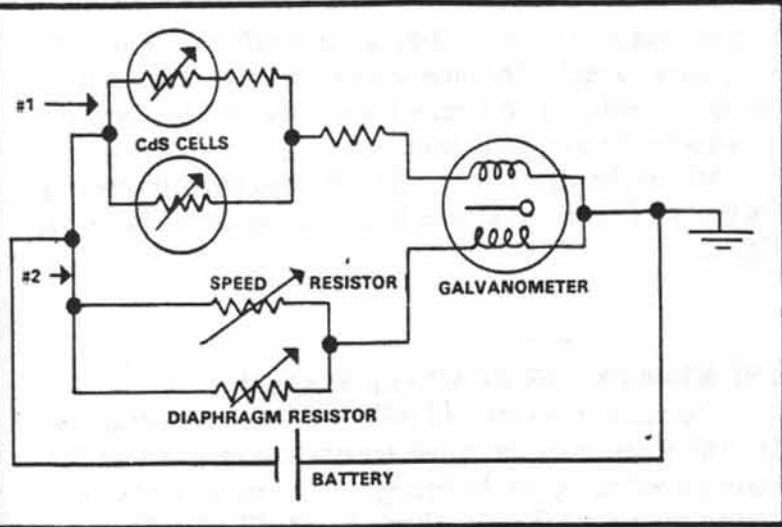 #1
CdS CELLS
#2
SPEED RESISTOR
GALVANOMETER
DIAPHRAGM RESISTOR
BATTERY